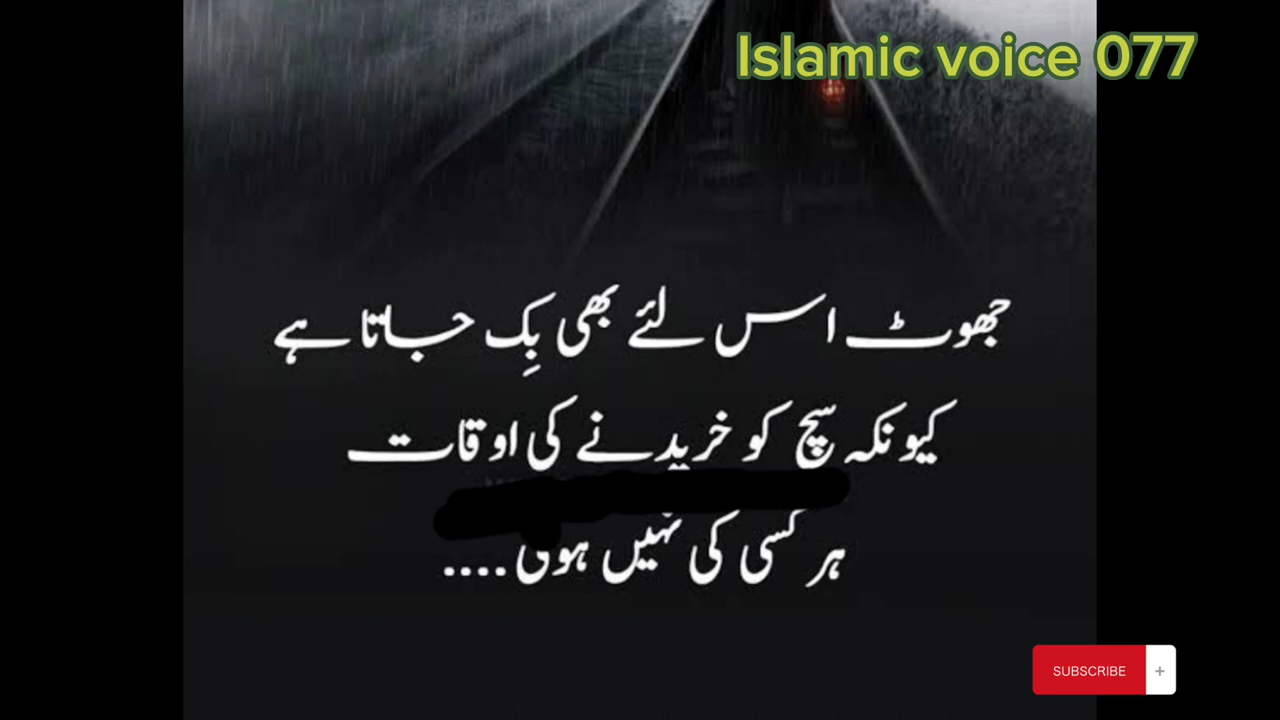 Islamic voice 077
جھوٹ اس لئے بھی بِک جاتا ہے
کیونکہ سچ کو خریدنے کی اوقات
ہر کسی کی نہیں ہوتی....
SUBSCRIBE +